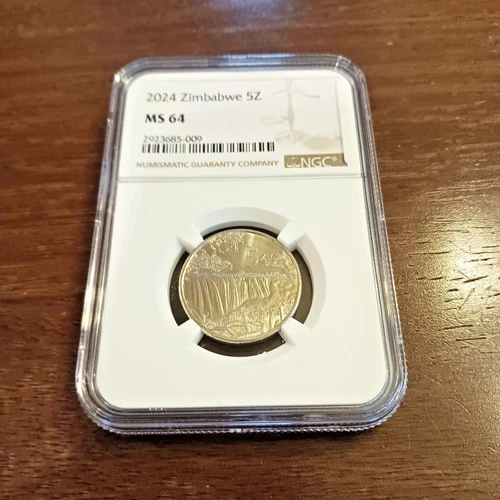 2024 Zimbabwe 5Z
MS 64
2923685-009
NUMISMATIC GUARANTY COMPANY
NGC®